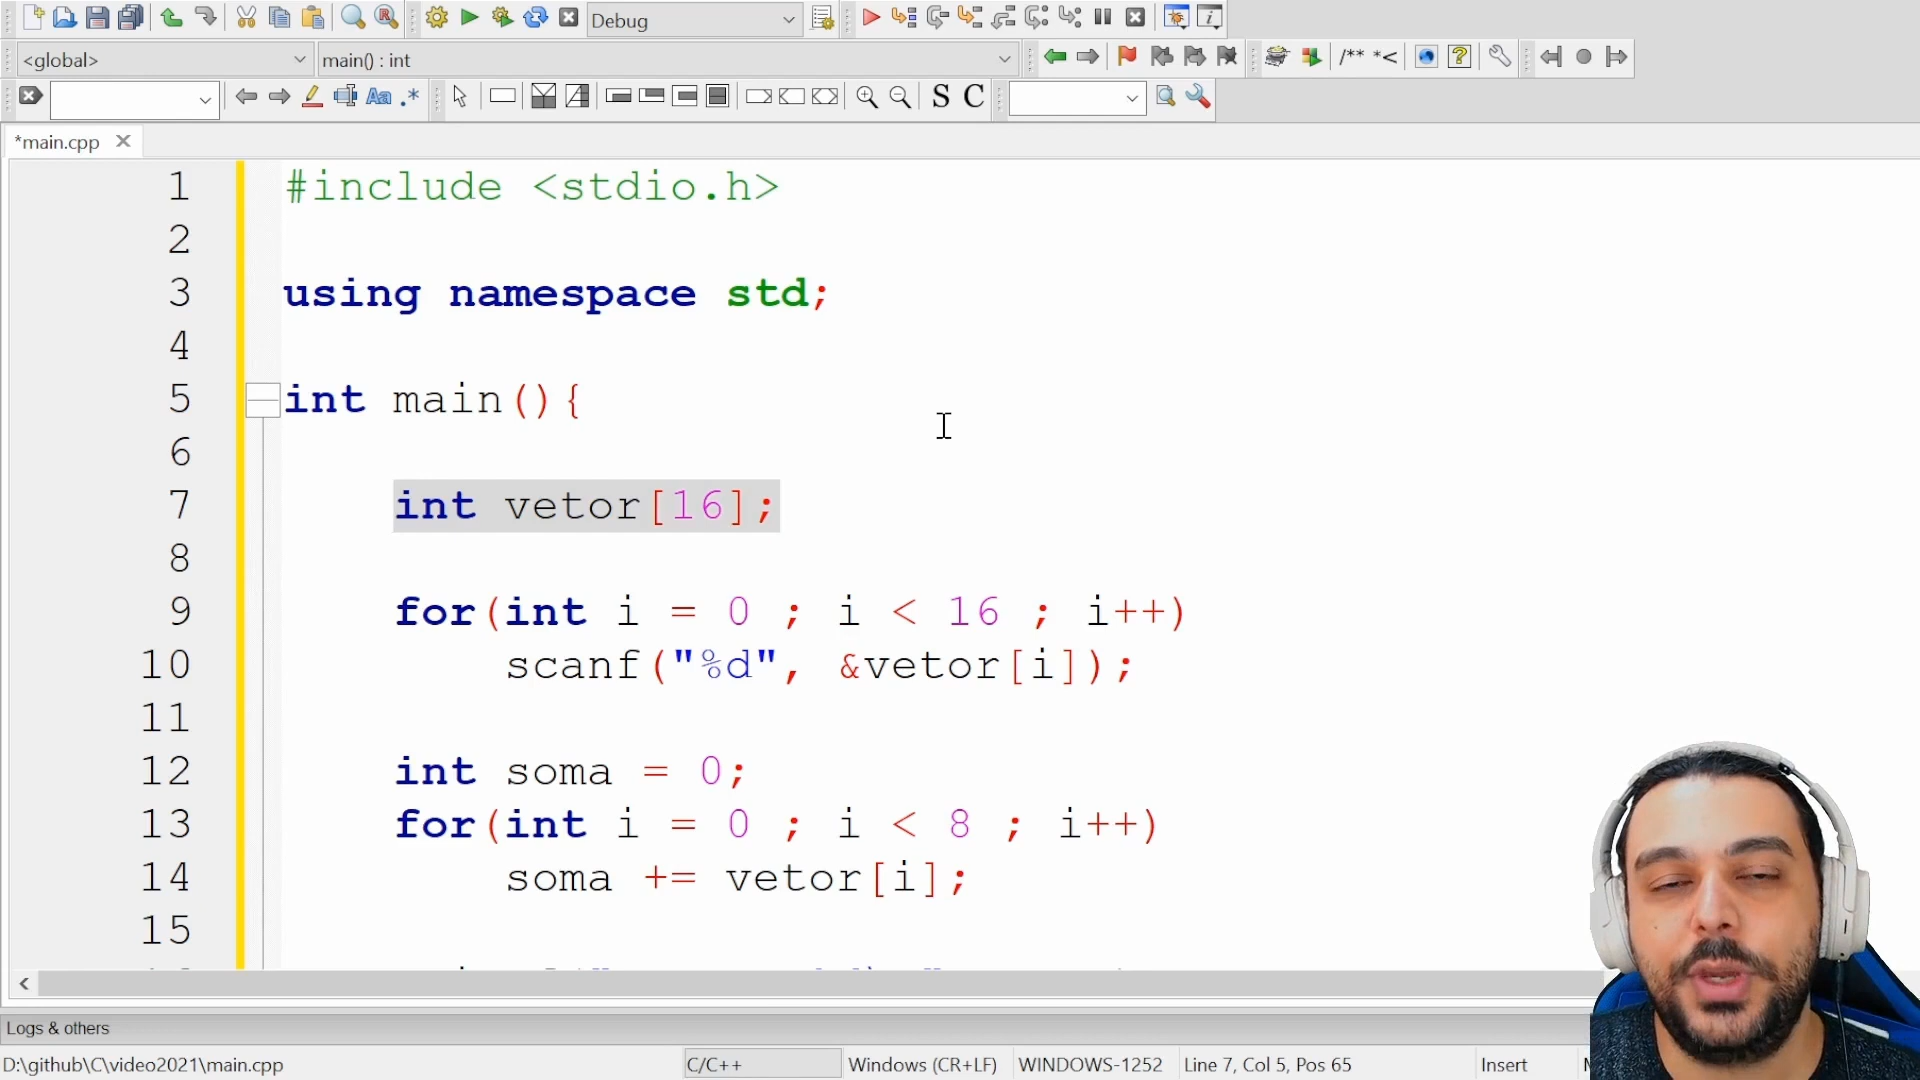 Debug
<global>
main() : int
/** *<
Aa .*
S C
*main.cpp
1 #include <stdio.h>
2
3 using namespace std;
4
5 int main(){
6
7 int vetor[16];
8
9 for(int i = 0 ; i < 16 ; i++)
10 scanf("%d", &vetor[i]);
11
12 int soma = 0;
13 for(int i = 0 ; i < 8 ; i++)
14 soma += vetor[i];
15
Logs & others
D:\github\C\video2021\main.cpp C/C++ Windows (CR+LF) WINDOWS-1252 Line 7, Col 5, Pos 65 Insert